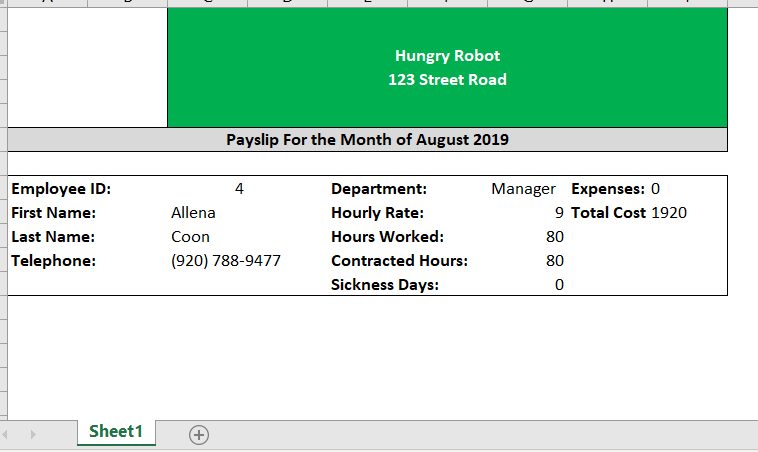 Hungry Robot
123 Street Road
Payslip For the Month of August 2019
Employee ID: 4 Department: Manager Expenses: 0
First Name: Allena Hourly Rate: 9 Total Cost 1920
Last Name: Coon Hours Worked: 80
Telephone: (920) 788-9477 Contracted Hours: 80
Sickness Days: 0
Sheet1